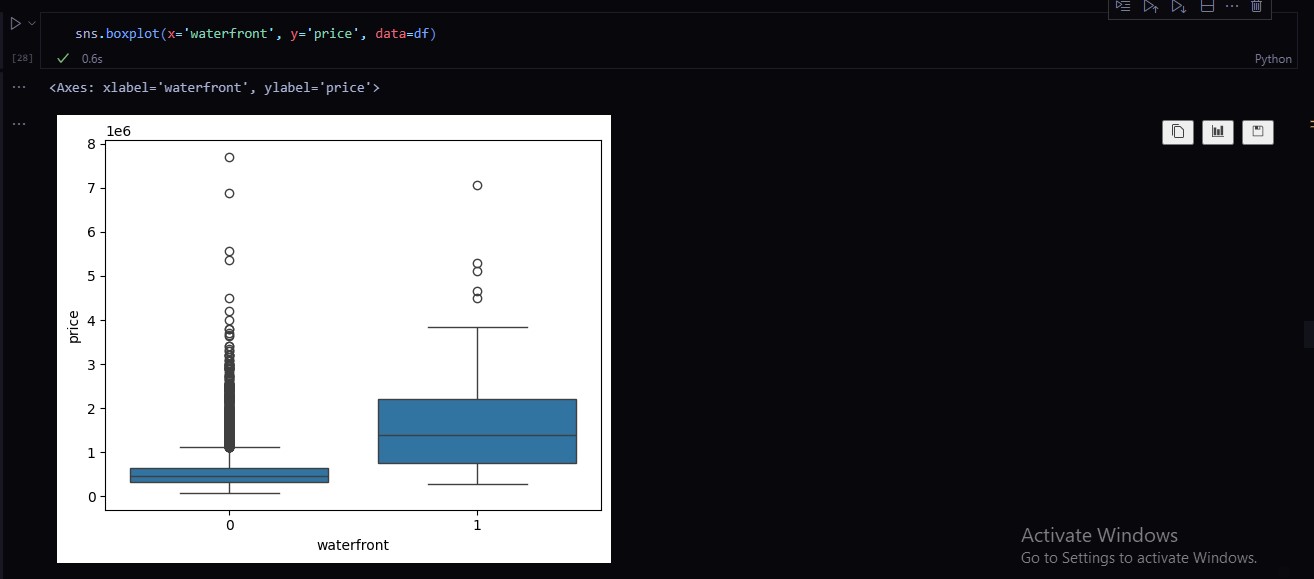 sns.boxplot(x='waterfront', y='price', data=df)
[28]
0.6s
Python
<Axes: xlabel='waterfront', ylabel='price'>
1e6
8
7
6
5
4
3
2
1
0
price
0
1
waterfront
Activate Windows
Go to Settings to activate Windows.